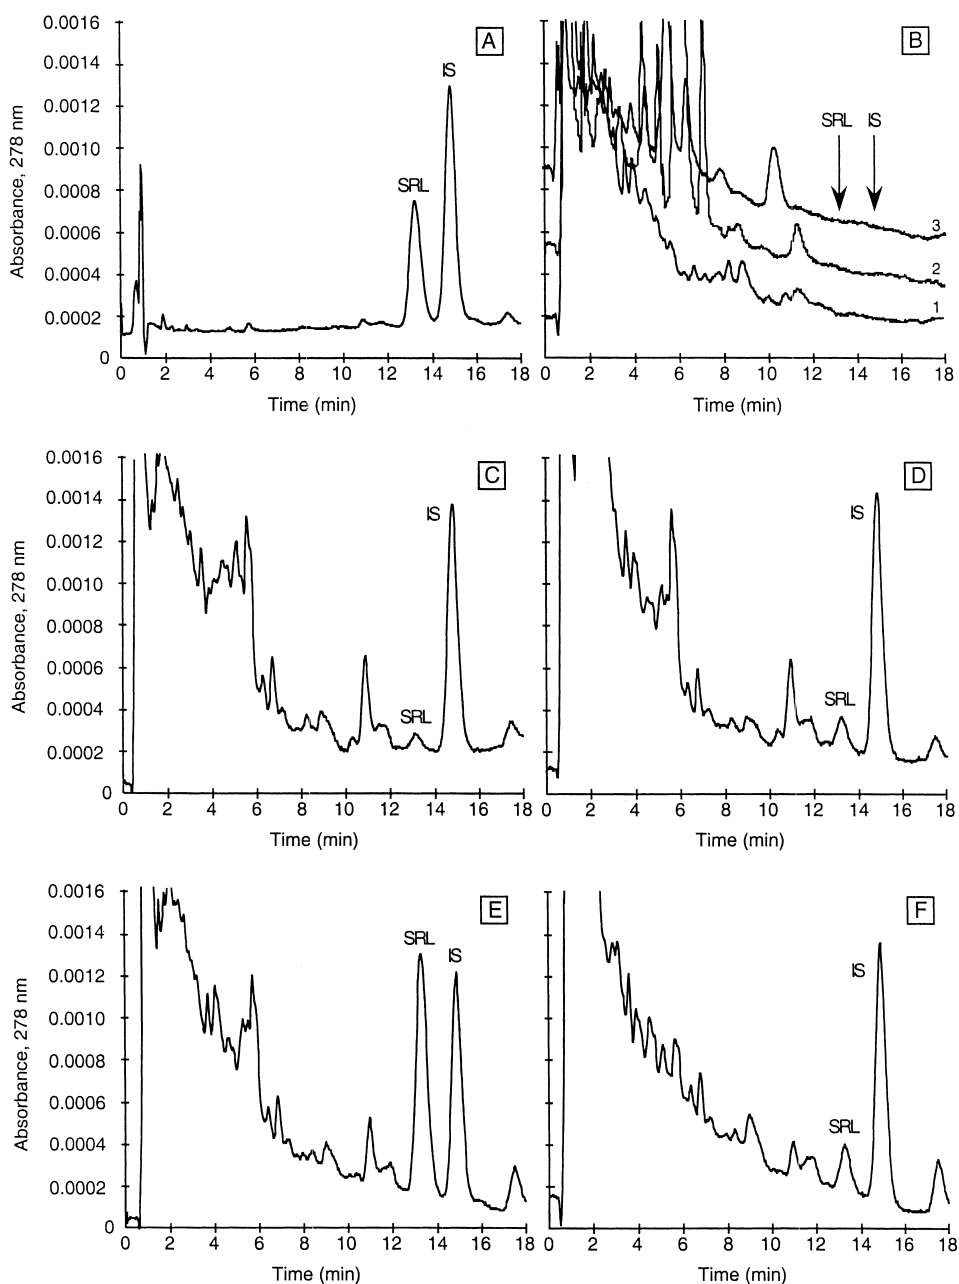 A
0.0016
0.0014
0.0012
0.0010
0.0008
0.0006
0.0004
0.0002
0
Absorbance, 278 nm
SRL
IS
0 2 4 6 8 10 12 14 16 18
Time (min)
B
SRL IS
3
2
1
0 2 4 6 8 10 12 14 16 18
Time (min)
C
0.0016
0.0014
0.0012
0.0010
0.0008
0.0006
0.0004
0.0002
0
Absorbance, 278 nm
IS
SRL
0 2 4 6 8 10 12 14 16 18
Time (min)
D
IS
SRL
0 2 4 6 8 10 12 14 16 18
Time (min)
E
0.0016
0.0014
0.0012
0.0010
0.0008
0.0006
0.0004
0.0002
0
Absorbance, 278 nm
SRL
IS
0 2 4 6 8 10 12 14 16 18
Time (min)
F
IS
SRL
0 2 4 6 8 10 12 14 16 18
Time (min)